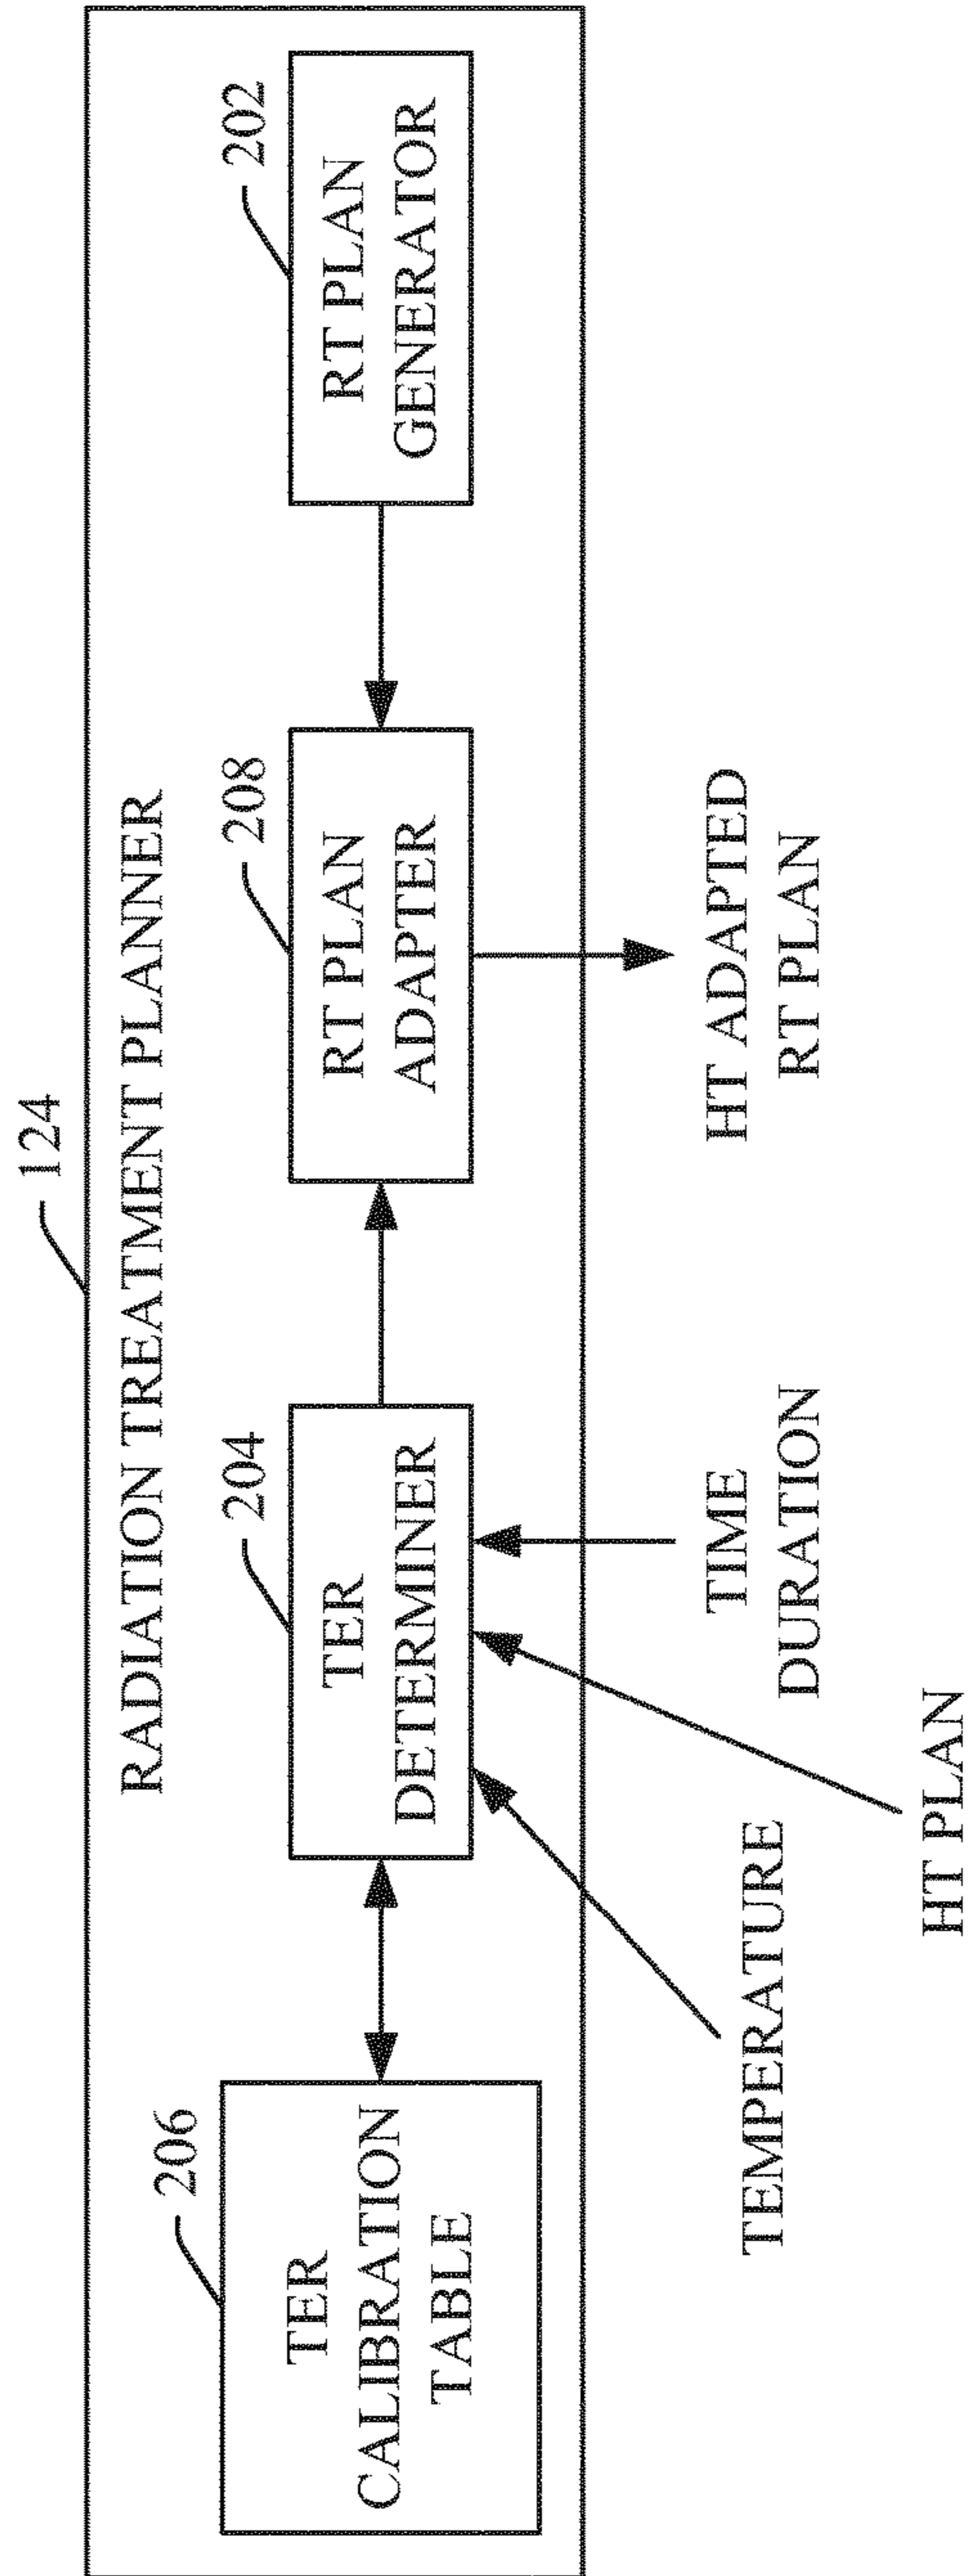 124
RADIATION TREATMENT PLANNER
206
TER
CALIBRATION
TABLE
204
TER
DETERMINER
208
RT PLAN
ADAPTER
202
RT PLAN
GENERATOR
TEMPERATURE
HT PLAN
TIME
DURATION
HT ADAPTED
RT PLAN